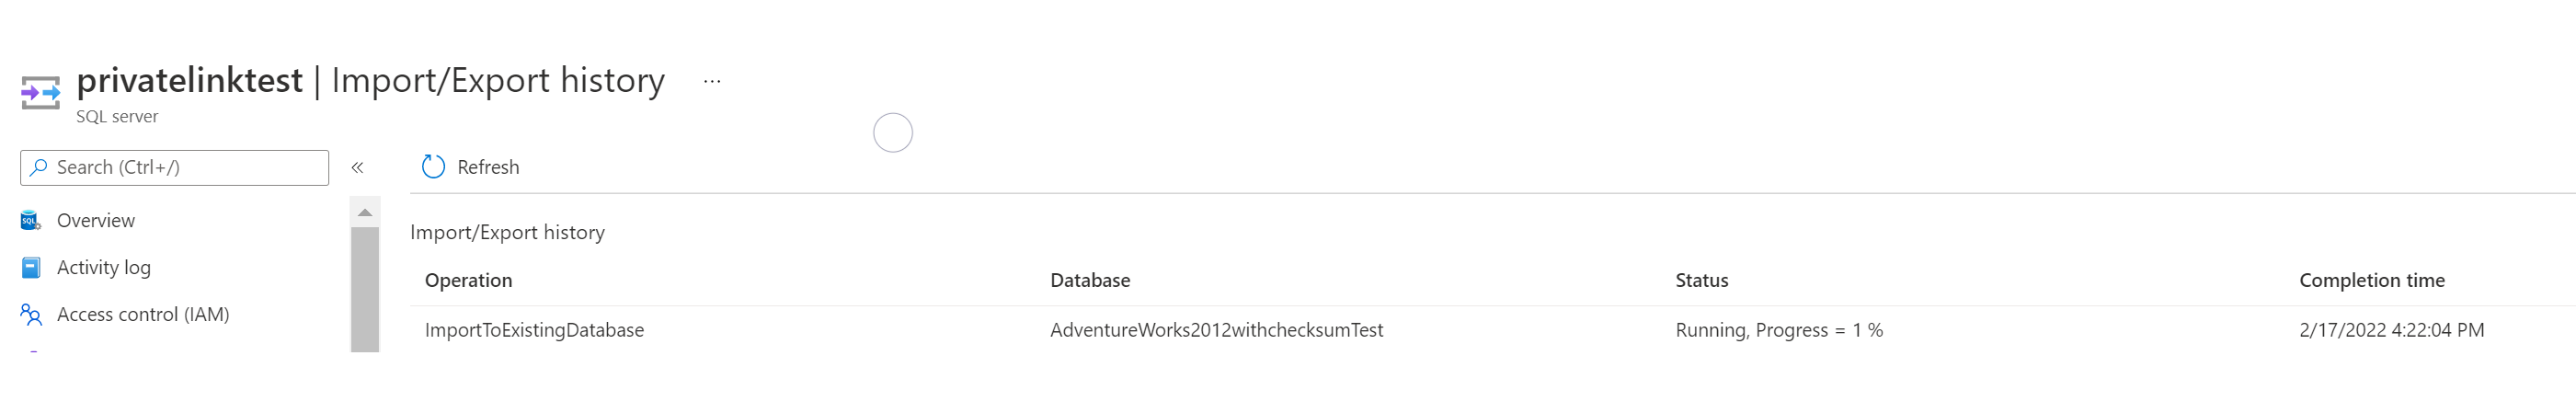 privatelinktest | Import/Export history ...
SQL server
Search (Ctrl+/)
«
Refresh
Overview
Activity log
Access control (IAM)
Import/Export history
Operation Database Status Completion time
ImportToExistingDatabase AdventureWorks2012withchecksumTest Running, Progress = 1 % 2/17/2022 4:22:04 PM